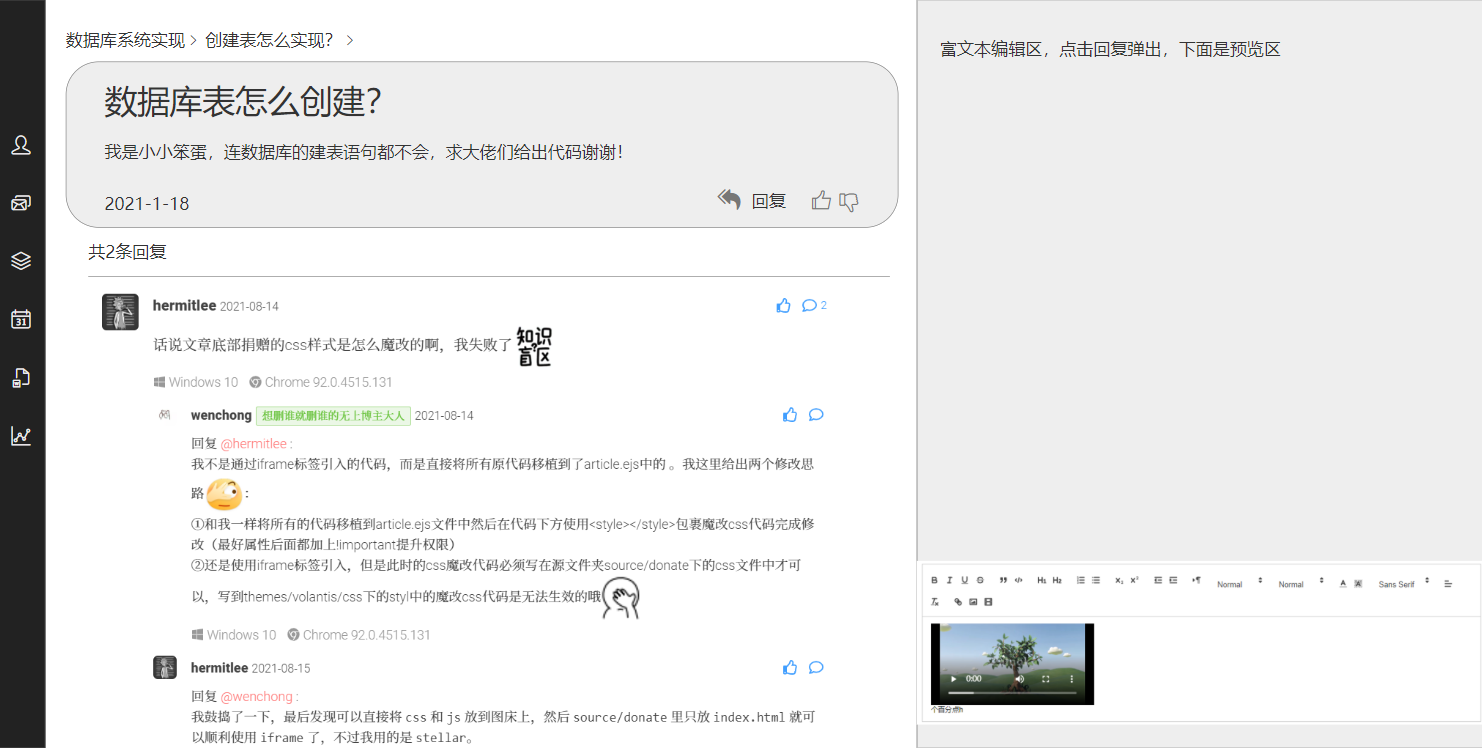 数据库系统实现 > 创建表怎么实现? >
数据库表怎么创建?
我是小小笨蛋，连数据库的建表语句都不会，求大佬们给出代码谢谢!
2021-1-18
回复
共2条回复
hermitlee 2021-08-14
2
话说文章底部捐赠的css样式是怎么魔改的啊，我失败了 知识盲区
Windows 10 Chrome 92.0.4515.131
wenchong 想删谁就删谁的无上博主大人 2021-08-14
回复 @hermitlee :
我不是通过iframe标签引入的代码，而是直接将所有原代码移植到了article.ejs中的 。我这里给出两个修改思
路 :
①和我一样将所有的代码移植到article.ejs文件中然后在代码下方使用<style></style>包裹魔改css代码完成修
改（最好属性后面都加上!important提升权限）
②还是使用iframe标签引入，但是此时的css魔改代码必须写在源文件夹source/donate下的css文件中才可
以，写到themes/volantis/css下的styl中的魔改css代码是无法生效的哦
Windows 10 Chrome 92.0.4515.131
hermitlee 2021-08-15
回复 @wenchong :
我鼓捣了一下，最后发现可以直接将 css 和 js 放到图床上，然后 source/donate 里只放 index.html 就可
以顺利使用 iframe 了，不过我用的是 stellar。
富文本编辑区，点击回复弹出，下面是预览区
B I U S H1 H2 X₂ X² Normal Normal A A Sans Serif
Tx
0:00
个百分点h
31